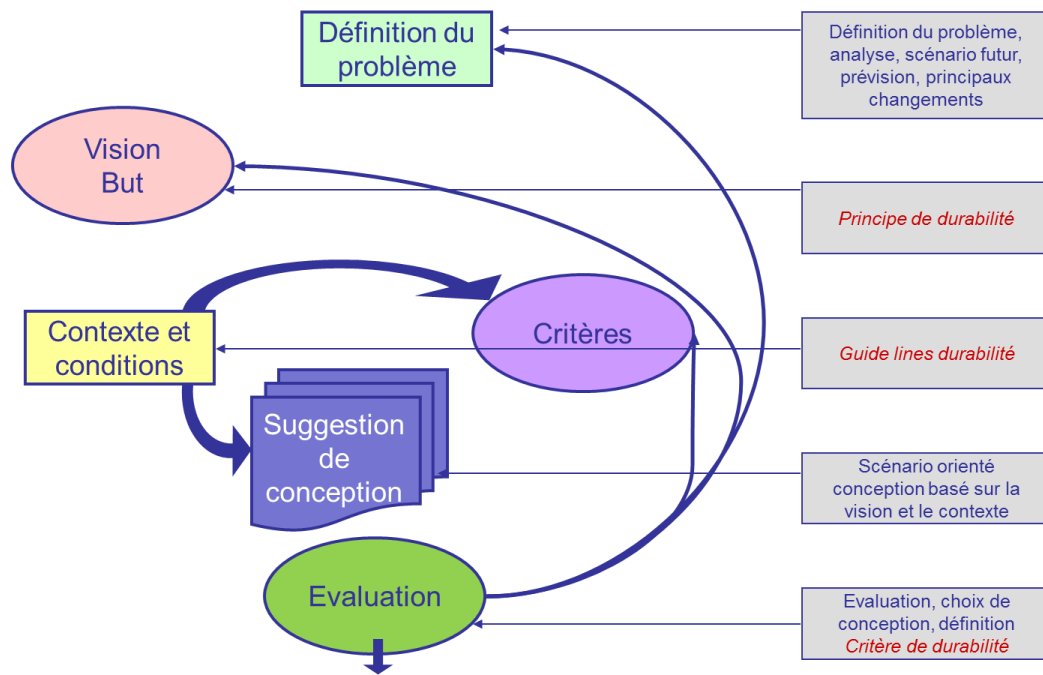 Définition du
problème
Définition du problème,
analyse, scénario futur,
prévision, principaux
changements
Vision
But
Principe de durabilité
Contexte et
conditions
Critères
Guide lines durabilité
Suggestion
de
conception
Scénario orienté
conception basé sur la
vision et le contexte
Evaluation
Evaluation, choix de
conception, définition
Critère de durabilité